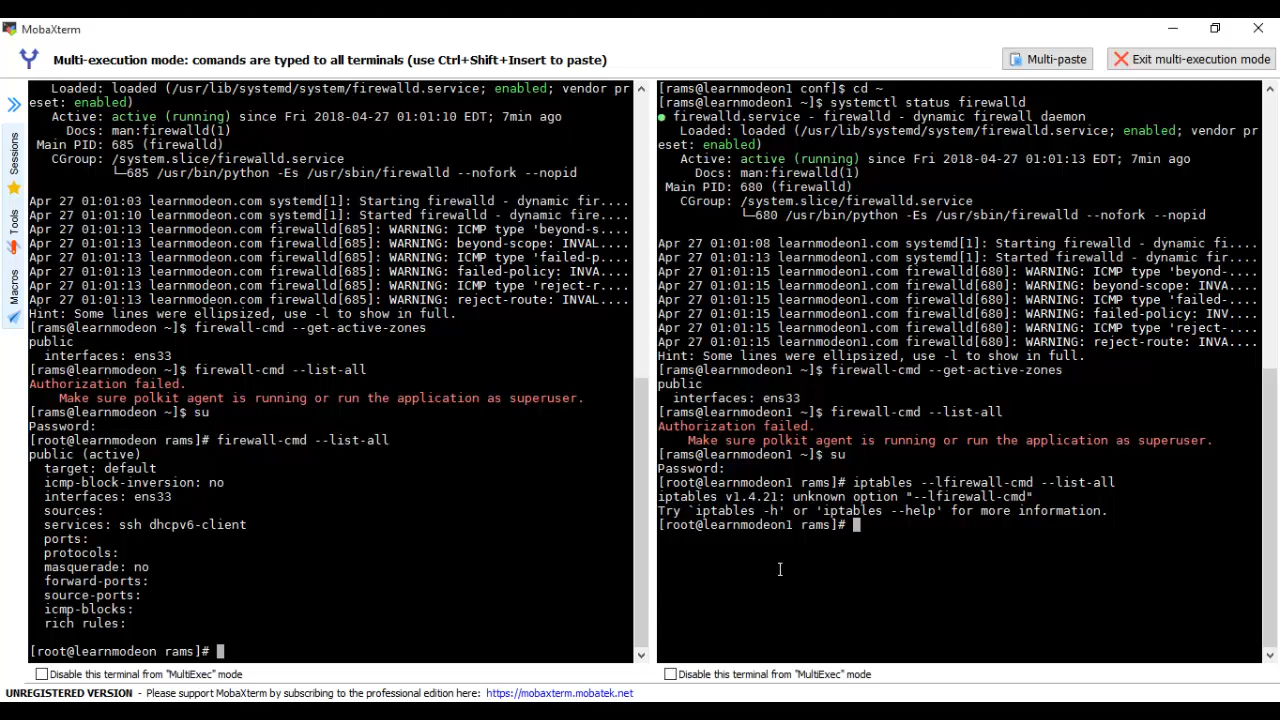 MobaXterm
Multi-execution mode: comands are typed to all terminals (use Ctrl+Shift+Insert to paste)
Multi-paste
Exit multi-execution mode
Sessions
Tools
Macros
Loaded: loaded (/usr/lib/systemd/system/firewalld.service; enabled; vendor pr
eset: enabled)
Active: active (running) since Fri 2018-04-27 01:01:10 EDT; 7min ago
Docs: man:firewalld(1)
Main PID: 685 (firewalld)
CGroup: /system.slice/firewalld.service
└─685 /usr/bin/python -Es /usr/sbin/firewalld --nofork --nopid
Apr 27 01:01:03 learnmodeon.com systemd[1]: Starting firewalld - dynamic fir....
Apr 27 01:01:10 learnmodeon.com systemd[1]: Started firewalld - dynamic fire....
Apr 27 01:01:13 learnmodeon.com firewalld[685]: WARNING: ICMP type 'beyond-s....
Apr 27 01:01:13 learnmodeon.com firewalld[685]: WARNING: beyond-scope: INVAL....
Apr 27 01:01:13 learnmodeon.com firewalld[685]: WARNING: ICMP type 'failed-p....
Apr 27 01:01:13 learnmodeon.com firewalld[685]: WARNING: failed-policy: INVA....
Apr 27 01:01:13 learnmodeon.com firewalld[685]: WARNING: ICMP type 'reject-r....
Apr 27 01:01:13 learnmodeon.com firewalld[685]: WARNING: reject-route: INVAL....
Hint: Some lines were ellipsized, use -l to show in full.
[rams@learnmodeon ~]$ firewall-cmd --get-active-zones
public
interfaces: ens33
[rams@learnmodeon ~]$ firewall-cmd --list-all
Authorization failed.
Make sure polkit agent is running or run the application as superuser.
[rams@learnmodeon ~]$ su
Password:
[root@learnmodeon rams]# firewall-cmd --list-all
public (active)
target: default
icmp-block-inversion: no
interfaces: ens33
sources:
services: ssh dhcpv6-client
ports:
protocols:
masquerade: no
forward-ports:
source-ports:
icmp-blocks:
rich rules:
[root@learnmodeon rams]#
Disable this terminal from "MultiExec" mode
[rams@learnmodeon1 conf]$ cd ~
[rams@learnmodeon1 ~]$ systemctl status firewalld
● firewalld.service - firewalld - dynamic firewall daemon
Loaded: loaded (/usr/lib/systemd/system/firewalld.service; enabled; vendor pr
eset: enabled)
Active: active (running) since Fri 2018-04-27 01:01:13 EDT; 7min ago
Docs: man:firewalld(1)
Main PID: 680 (firewalld)
CGroup: /system.slice/firewalld.service
└─680 /usr/bin/python -Es /usr/sbin/firewalld --nofork --nopid
Apr 27 01:01:08 learnmodeon1.com systemd[1]: Starting firewalld - dynamic fi....
Apr 27 01:01:13 learnmodeon1.com systemd[1]: Started firewalld - dynamic fir....
Apr 27 01:01:15 learnmodeon1.com firewalld[680]: WARNING: ICMP type 'beyond-....
Apr 27 01:01:15 learnmodeon1.com firewalld[680]: WARNING: beyond-scope: INVA....
Apr 27 01:01:15 learnmodeon1.com firewalld[680]: WARNING: ICMP type 'failed-....
Apr 27 01:01:15 learnmodeon1.com firewalld[680]: WARNING: failed-policy: INV....
Apr 27 01:01:15 learnmodeon1.com firewalld[680]: WARNING: ICMP type 'reject-....
Apr 27 01:01:15 learnmodeon1.com firewalld[680]: WARNING: reject-route: INVA....
Hint: Some lines were ellipsized, use -l to show in full.
[rams@learnmodeon1 ~]$ firewall-cmd --get-active-zones
public
interfaces: ens33
[rams@learnmodeon1 ~]$ firewall-cmd --list-all
Authorization failed.
Make sure polkit agent is running or run the application as superuser.
[rams@learnmodeon1 ~]$ su
Password:
[root@learnmodeon1 rams]# iptables --lfirewall-cmd --list-all
iptables v1.4.21: unknown option "--lfirewall-cmd"
Try `iptables -h' or 'iptables --help' for more information.
[root@learnmodeon1 rams]#
Disable this terminal from "MultiExec" mode
UNREGISTERED VERSION - Please support MobaXterm by subscribing to the professional edition here: https://mobaxterm.mobatek.net